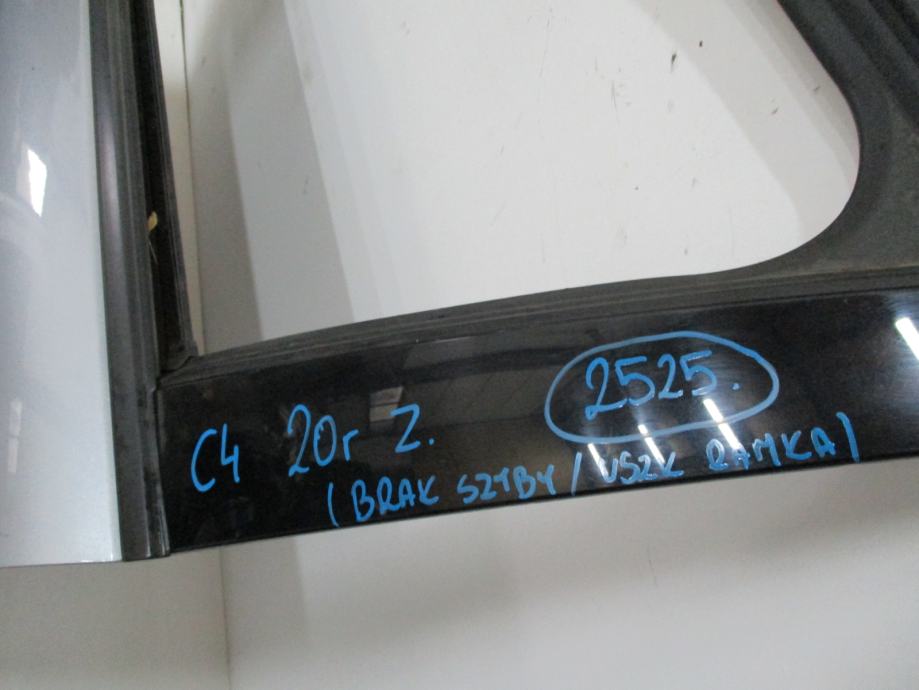 C4 20r Z. 2525.
(BRAK SZYBY / USZK RAMKA)